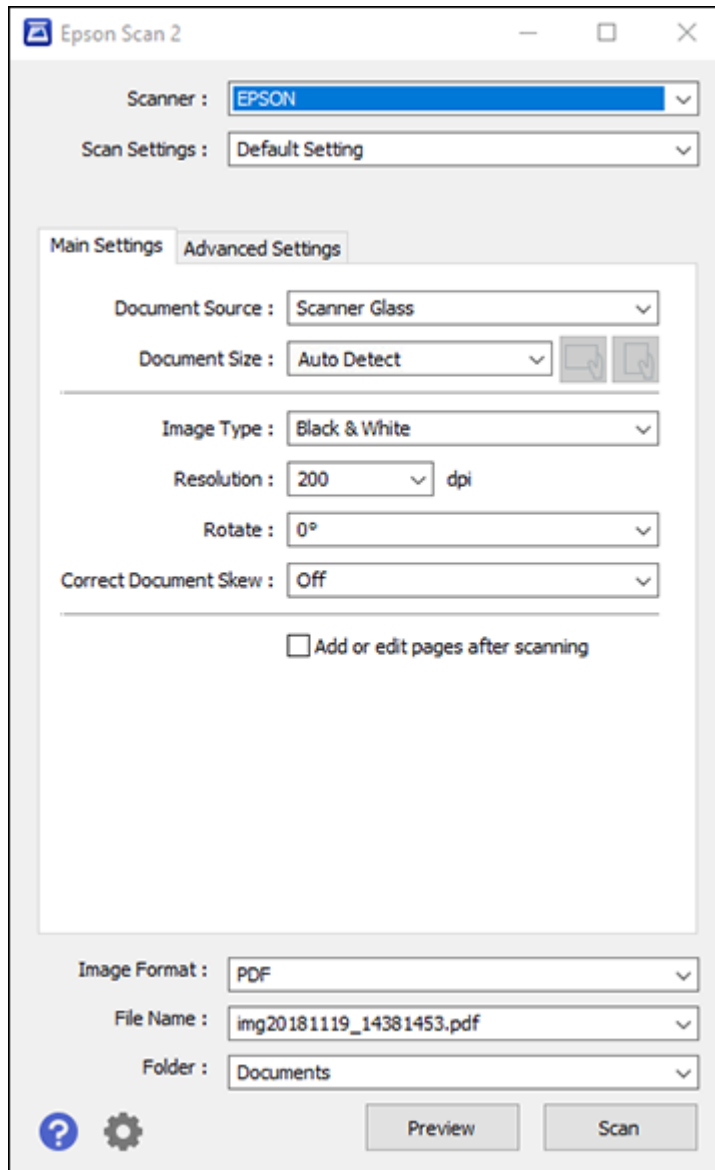 Epson Scan 2
Scanner : EPSON
Scan Settings : Default Setting
Main Settings Advanced Settings
Document Source : Scanner Glass
Document Size : Auto Detect
Image Type : Black & White
Resolution : 200 dpi
Rotate : 0°
Correct Document Skew : Off
Add or edit pages after scanning
Image Format : PDF
File Name : img20181119_14381453.pdf
Folder : Documents
? Preview Scan